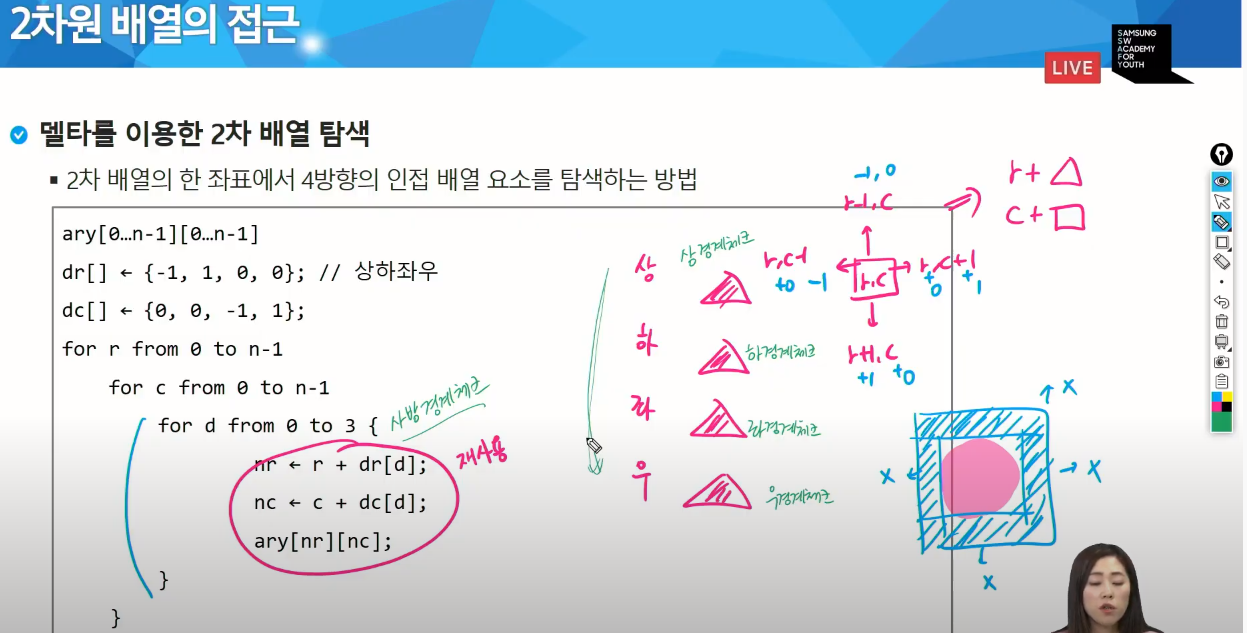 2차원 배열의 접근
LIVE
SAMSUNG
SW
ACADEMY
FOR
YOUTH
델타를 이용한 2차 배열 탐색
▪ 2차 배열의 한 좌표에서 4방향의 인접 배열 요소를 탐색하는 방법
ary[0…n-1][0…n-1]
dr[] ← {-1, 1, 0, 0}; // 상하좌우
dc[] ← {0, 0, -1, 1};
for r from 0 to n-1
for c from 0 to n-1
for d from 0 to 3 {
nr ← r + dr[d];
nc ← c + dc[d];
ary[nr][nc];
}
}
사방경계체크
재사용
상
상경계체크
하
하경계체크
좌
좌경계체크
우
우경계체크
-1, 0
r-1, c
r, c-1
+0 -1
r,c
r, c+1
+0 +1
r+1, c
+1 +0
r+
c+
X
X
X
X